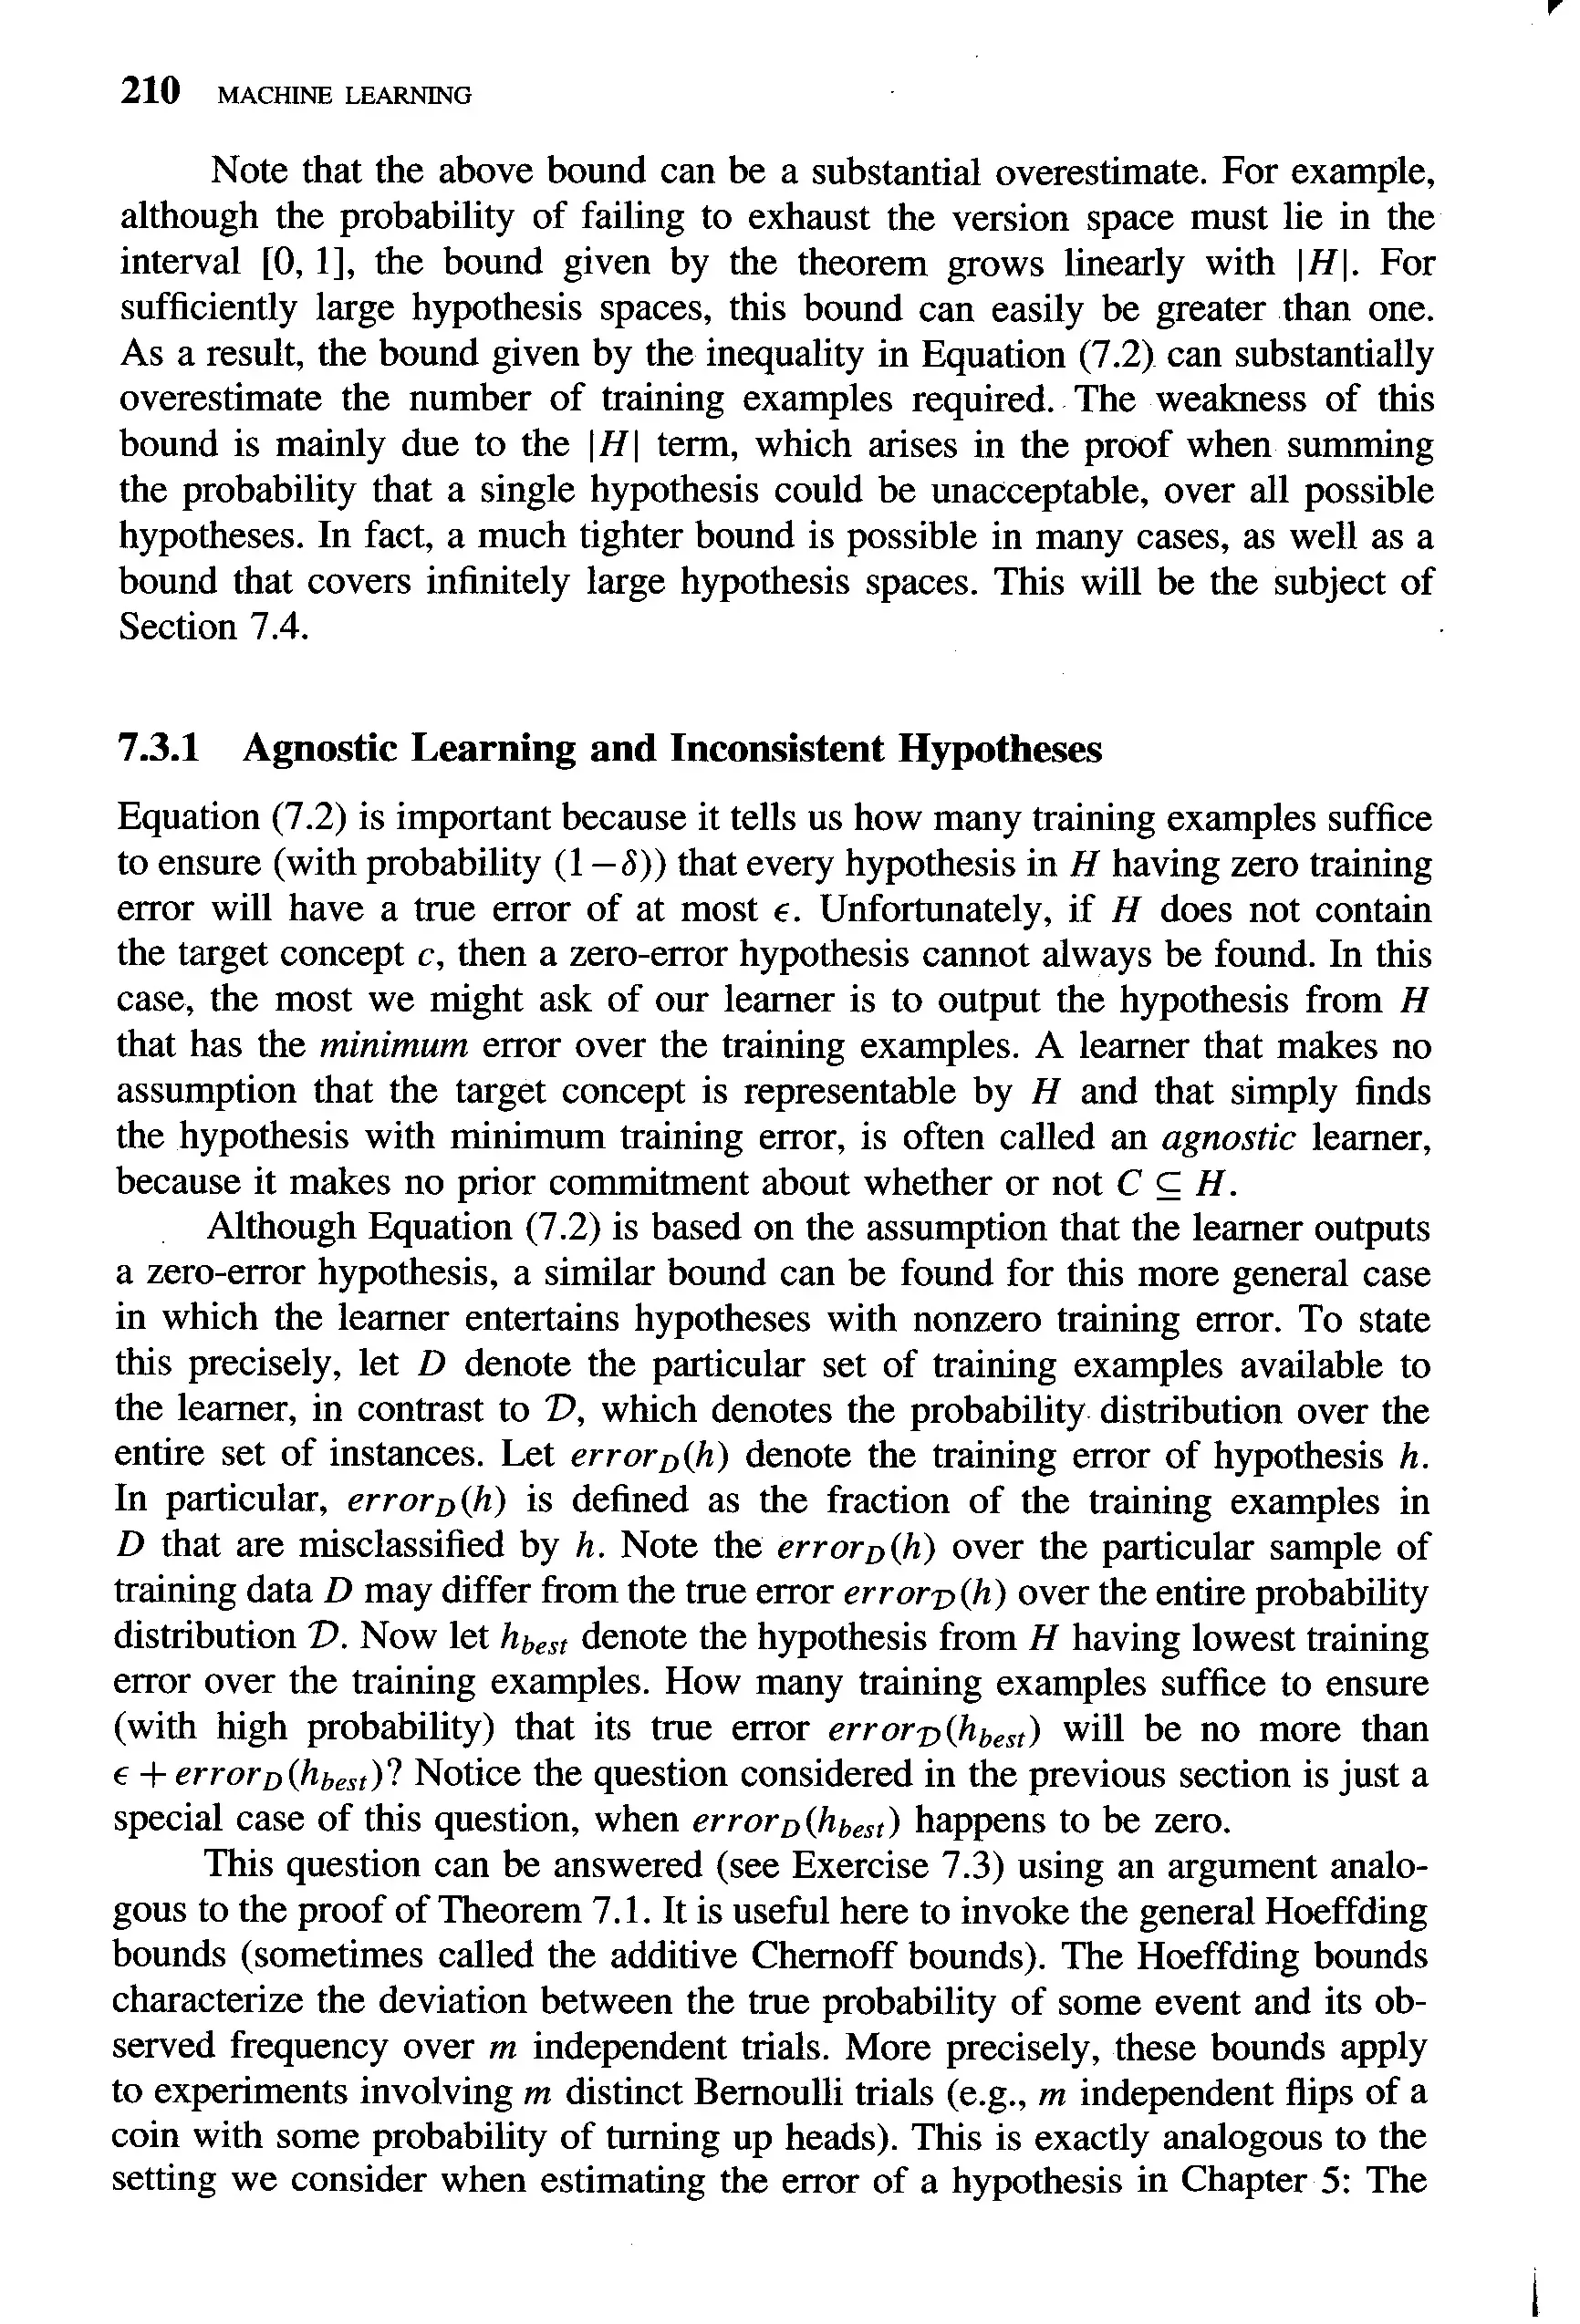 210 MACHINE LEARNING
Note that the above bound can be a substantial overestimate. For example,
although the probability of failing to exhaust the version space must lie in the
interval [0, 1], the bound given by the theorem grows linearly with |H|. For
sufficiently large hypothesis spaces, this bound can easily be greater than one.
As a result, the bound given by the inequality in Equation (7.2) can substantially
overestimate the number of training examples required. The weakness of this
bound is mainly due to the |H| term, which arises in the proof when summing
the probability that a single hypothesis could be unacceptable, over all possible
hypotheses. In fact, a much tighter bound is possible in many cases, as well as a
bound that covers infinitely large hypothesis spaces. This will be the subject of
Section 7.4.
7.3.1 Agnostic Learning and Inconsistent Hypotheses
Equation (7.2) is important because it tells us how many training examples suffice
to ensure (with probability (1 − δ)) that every hypothesis in H having zero training
error will have a true error of at most ϵ. Unfortunately, if H does not contain
the target concept c, then a zero-error hypothesis cannot always be found. In this
case, the most we might ask of our learner is to output the hypothesis from H
that has the minimum error over the training examples. A learner that makes no
assumption that the target concept is representable by H and that simply finds
the hypothesis with minimum training error, is often called an agnostic learner,
because it makes no prior commitment about whether or not C ⊆ H.
Although Equation (7.2) is based on the assumption that the learner outputs
a zero-error hypothesis, a similar bound can be found for this more general case
in which the learner entertains hypotheses with nonzero training error. To state
this precisely, let D denote the particular set of training examples available to
the learner, in contrast to 𝒟, which denotes the probability distribution over the
entire set of instances. Let error_D(h) denote the training error of hypothesis h.
In particular, error_D(h) is defined as the fraction of the training examples in
D that are misclassified by h. Note the error_D(h) over the particular sample of
training data D may differ from the true error error_𝒟(h) over the entire probability
distribution 𝒟. Now let h_best denote the hypothesis from H having lowest training
error over the training examples. How many training examples suffice to ensure
(with high probability) that its true error error_𝒟(h_best) will be no more than
ϵ + error_D(h_best)? Notice the question considered in the previous section is just a
special case of this question, when error_D(h_best) happens to be zero.
This question can be answered (see Exercise 7.3) using an argument analo-
gous to the proof of Theorem 7.1. It is useful here to invoke the general Hoeffding
bounds (sometimes called the additive Chernoff bounds). The Hoeffding bounds
characterize the deviation between the true probability of some event and its ob-
served frequency over m independent trials. More precisely, these bounds apply
to experiments involving m distinct Bernoulli trials (e.g., m independent flips of a
coin with some probability of turning up heads). This is exactly analogous to the
setting we consider when estimating the error of a hypothesis in Chapter 5: The